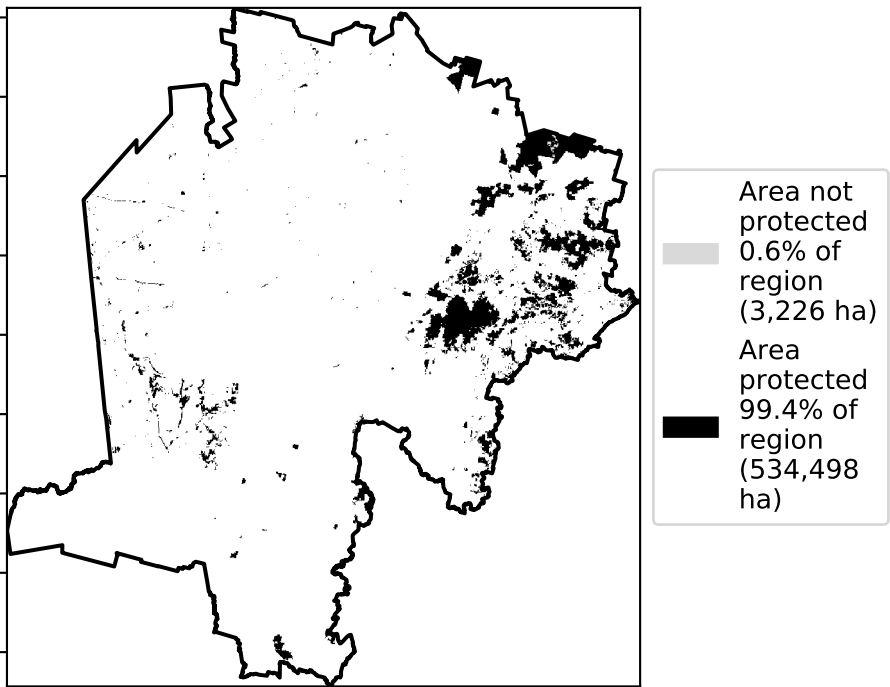 Area not
protected
0.6% of
region
(3,226 ha)
Area
protected
99.4% of
region
(534,498
ha)